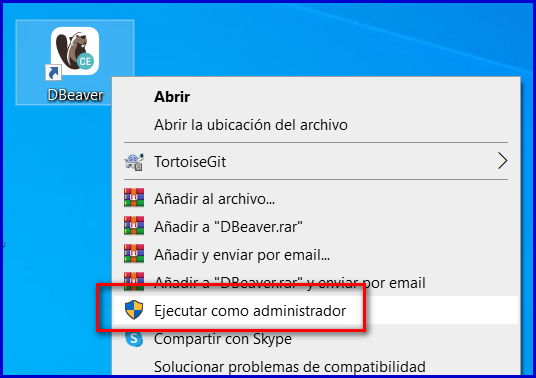 CE
DBeaver
Abrir
Abrir la ubicación del archivo
TortoiseGit
Añadir al archivo...
Añadir a "DBeaver.rar"
Añadir y enviar por email...
Añadir a "DBeaver.rar" y enviar por email
Ejecutar como administrador
Compartir con Skype
Solucionar problemas de compatibilidad